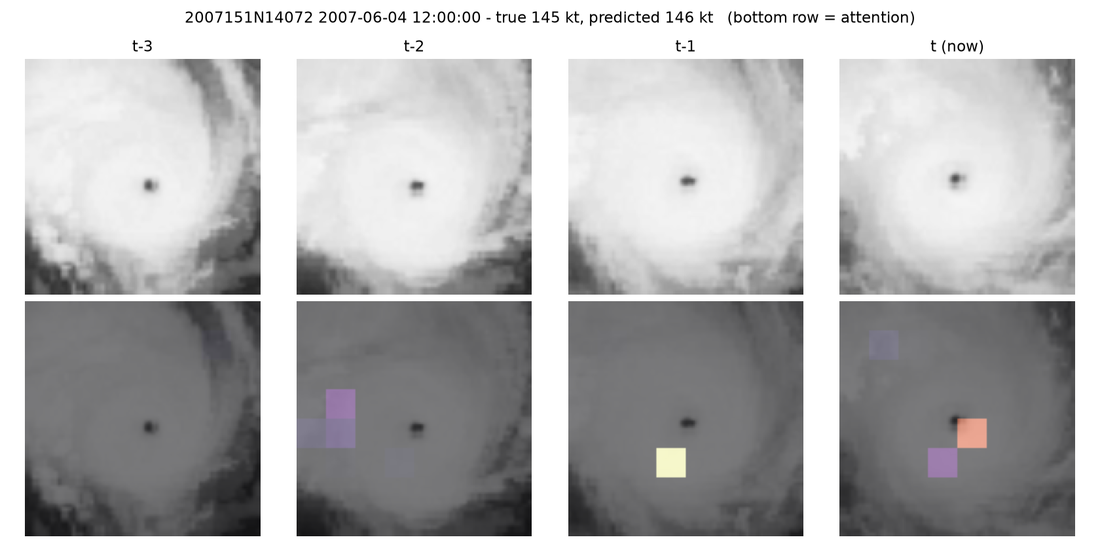 2007151N14072 2007-06-04 12:00:00 - true 145 kt, predicted 146 kt (bottom row = attention)
t-3 t-2 t-1 t (now)